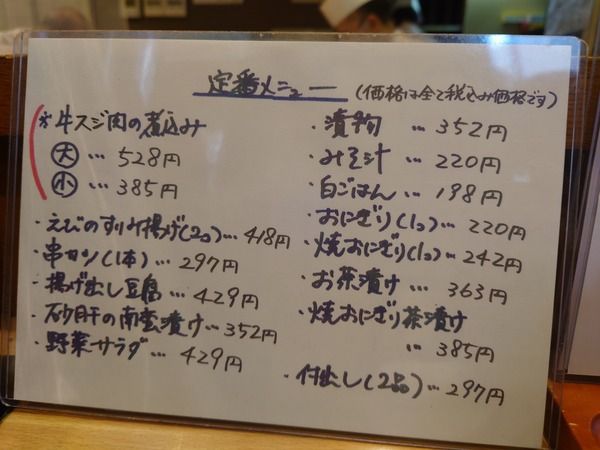 定番メニュー (価格は全て税込み価格です)
※牛スジ肉の煮込み
大 … 528円
小 … 385円
・えびのすりみ揚げ(2コ)… 418円
・串カツ(1本)… 297円
・揚げ出し豆腐 … 429円
・砂肝の南蛮漬け … 352円
・野菜サラダ … 429円
・漬物 … 352円
・みそ汁 … 220円
・白ごはん … 198円
・おにぎり(1コ) … 220円
・焼おにぎり(1コ)… 242円
・お茶漬け … 363円
・焼おにぎり茶漬け
… 385円
・付出し(2品)… 297円